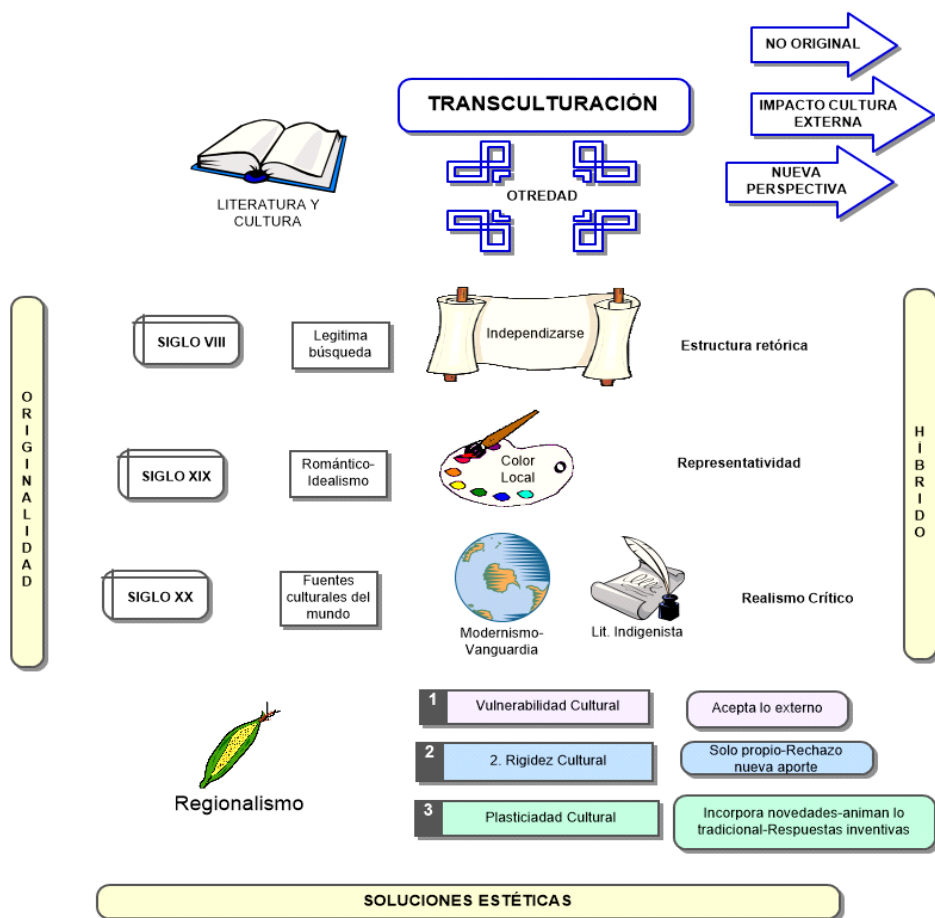 NO ORIGINAL
TRANSCULTURACIÓN
IMPACTO CULTURA
EXTERNA
NUEVA
PERSPECTIVA
OTREDAD
LITERATURA Y
CULTURA
ORIGINALIDAD
HÍBRIDO
SIGLO VIII
Legitima
búsqueda
Independizarse
Estructura retórica
SIGLO XIX
Romántico-
Idealismo
Color
Local
Representatividad
SIGLO XX
Fuentes
culturales del
mundo
Modernismo-
Vanguardia
Lit. Indigenista
Realismo Crítico
Regionalismo
1
Vulnerabilidad Cultural
Acepta lo externo
2
2. Rigidez Cultural
Solo propio-Rechazo
nueva aporte
3
Plasticiadad Cultural
Incorpora novedades-animan lo
tradicional-Respuestas inventivas
SOLUCIONES ESTÉTICAS